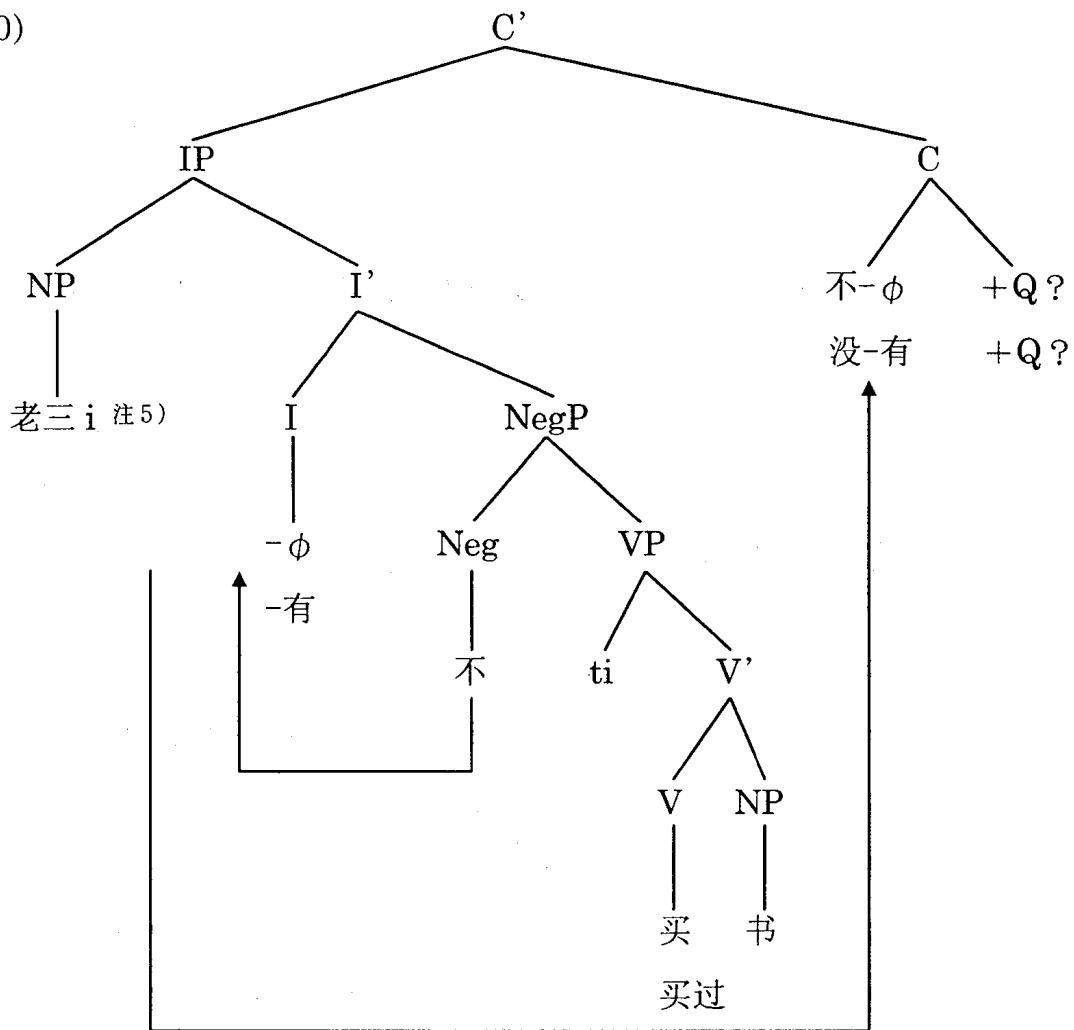 0)
C'
IP C
NP I' 不-φ +Q?
没-有 +Q?
老三i 注5) I NegP
-φ Neg VP
-有
不 ti V'
V NP
买 书
买过